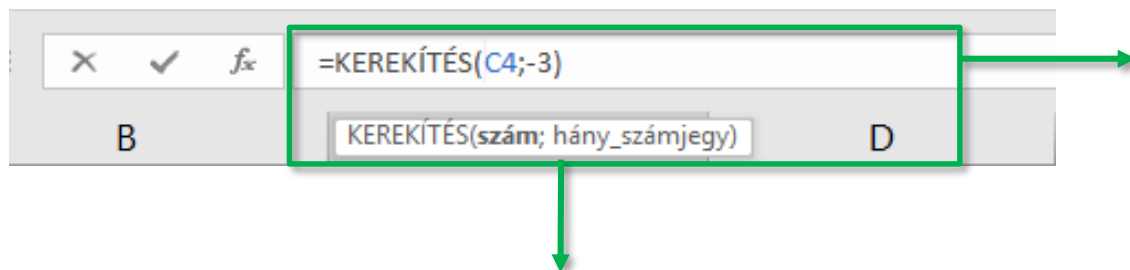 fx =KEREKÍTÉS(C4;-3)
B KEREKÍTÉS(szám; hány_számjegy) D